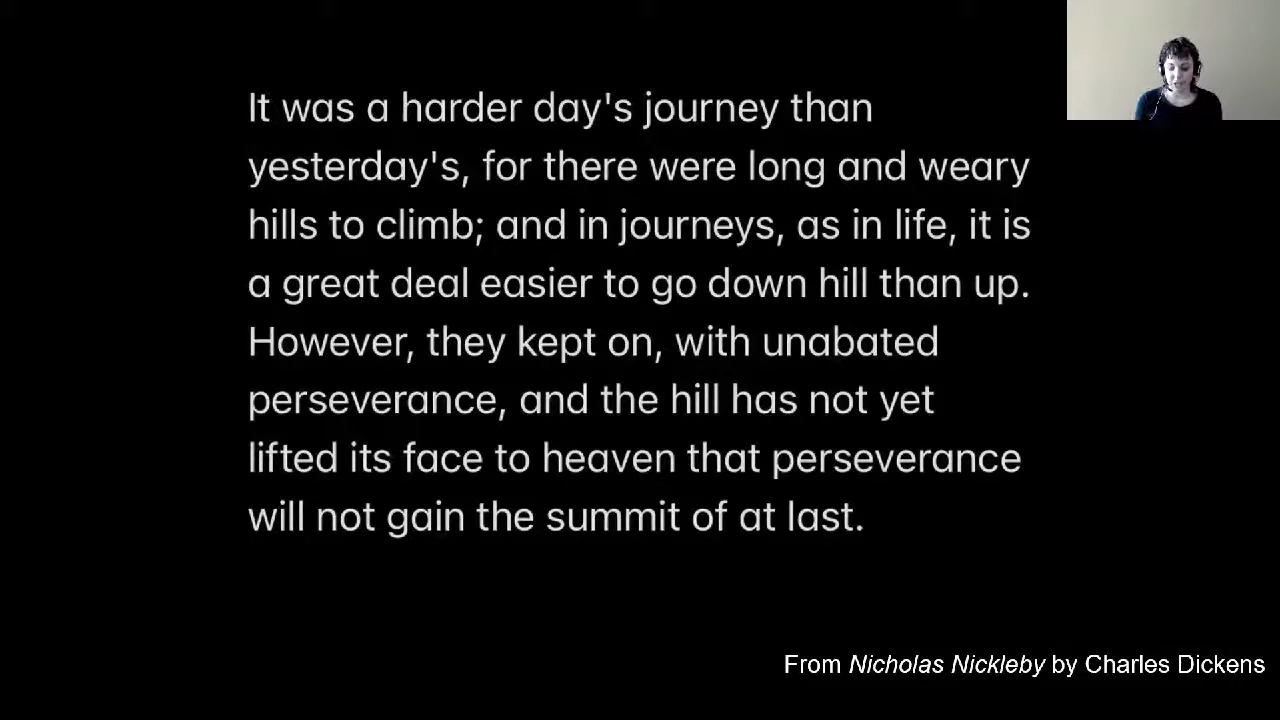 It was a harder day's journey than
yesterday's, for there were long and weary
hills to climb; and in journeys, as in life, it is
a great deal easier to go down hill than up.
However, they kept on, with unabated
perseverance, and the hill has not yet
lifted its face to heaven that perseverance
will not gain the summit of at last.
From Nicholas Nickleby by Charles Dickens